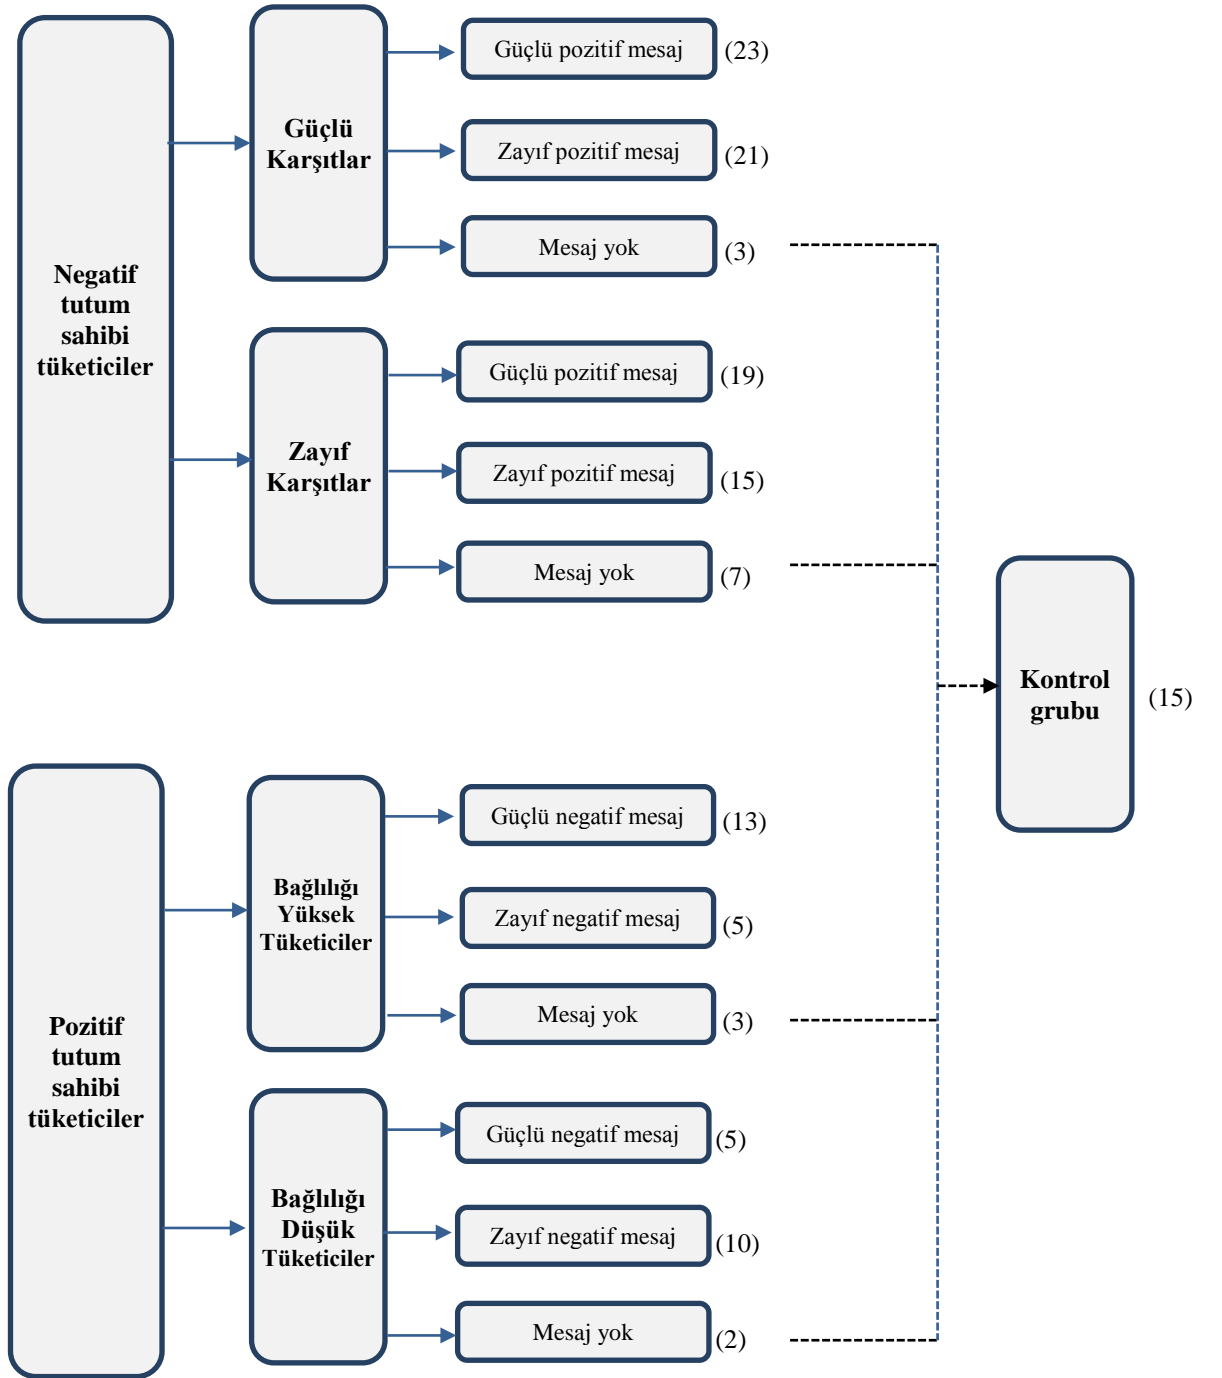 Negatif
tutum
sahibi
tüketiciler
Güçlü
Karşıtlar
Güçlü pozitif mesaj (23)
Zayıf pozitif mesaj (21)
Mesaj yok (3)
Zayıf
Karşıtlar
Güçlü pozitif mesaj (19)
Zayıf pozitif mesaj (15)
Mesaj yok (7)
Kontrol
grubu
(15)
Pozitif
tutum
sahibi
tüketiciler
Bağlılığı
Yüksek
Tüketiciler
Güçlü negatif mesaj (13)
Zayıf negatif mesaj (5)
Mesaj yok (3)
Bağlılığı
Düşük
Tüketiciler
Güçlü negatif mesaj (5)
Zayıf negatif mesaj (10)
Mesaj yok (2)